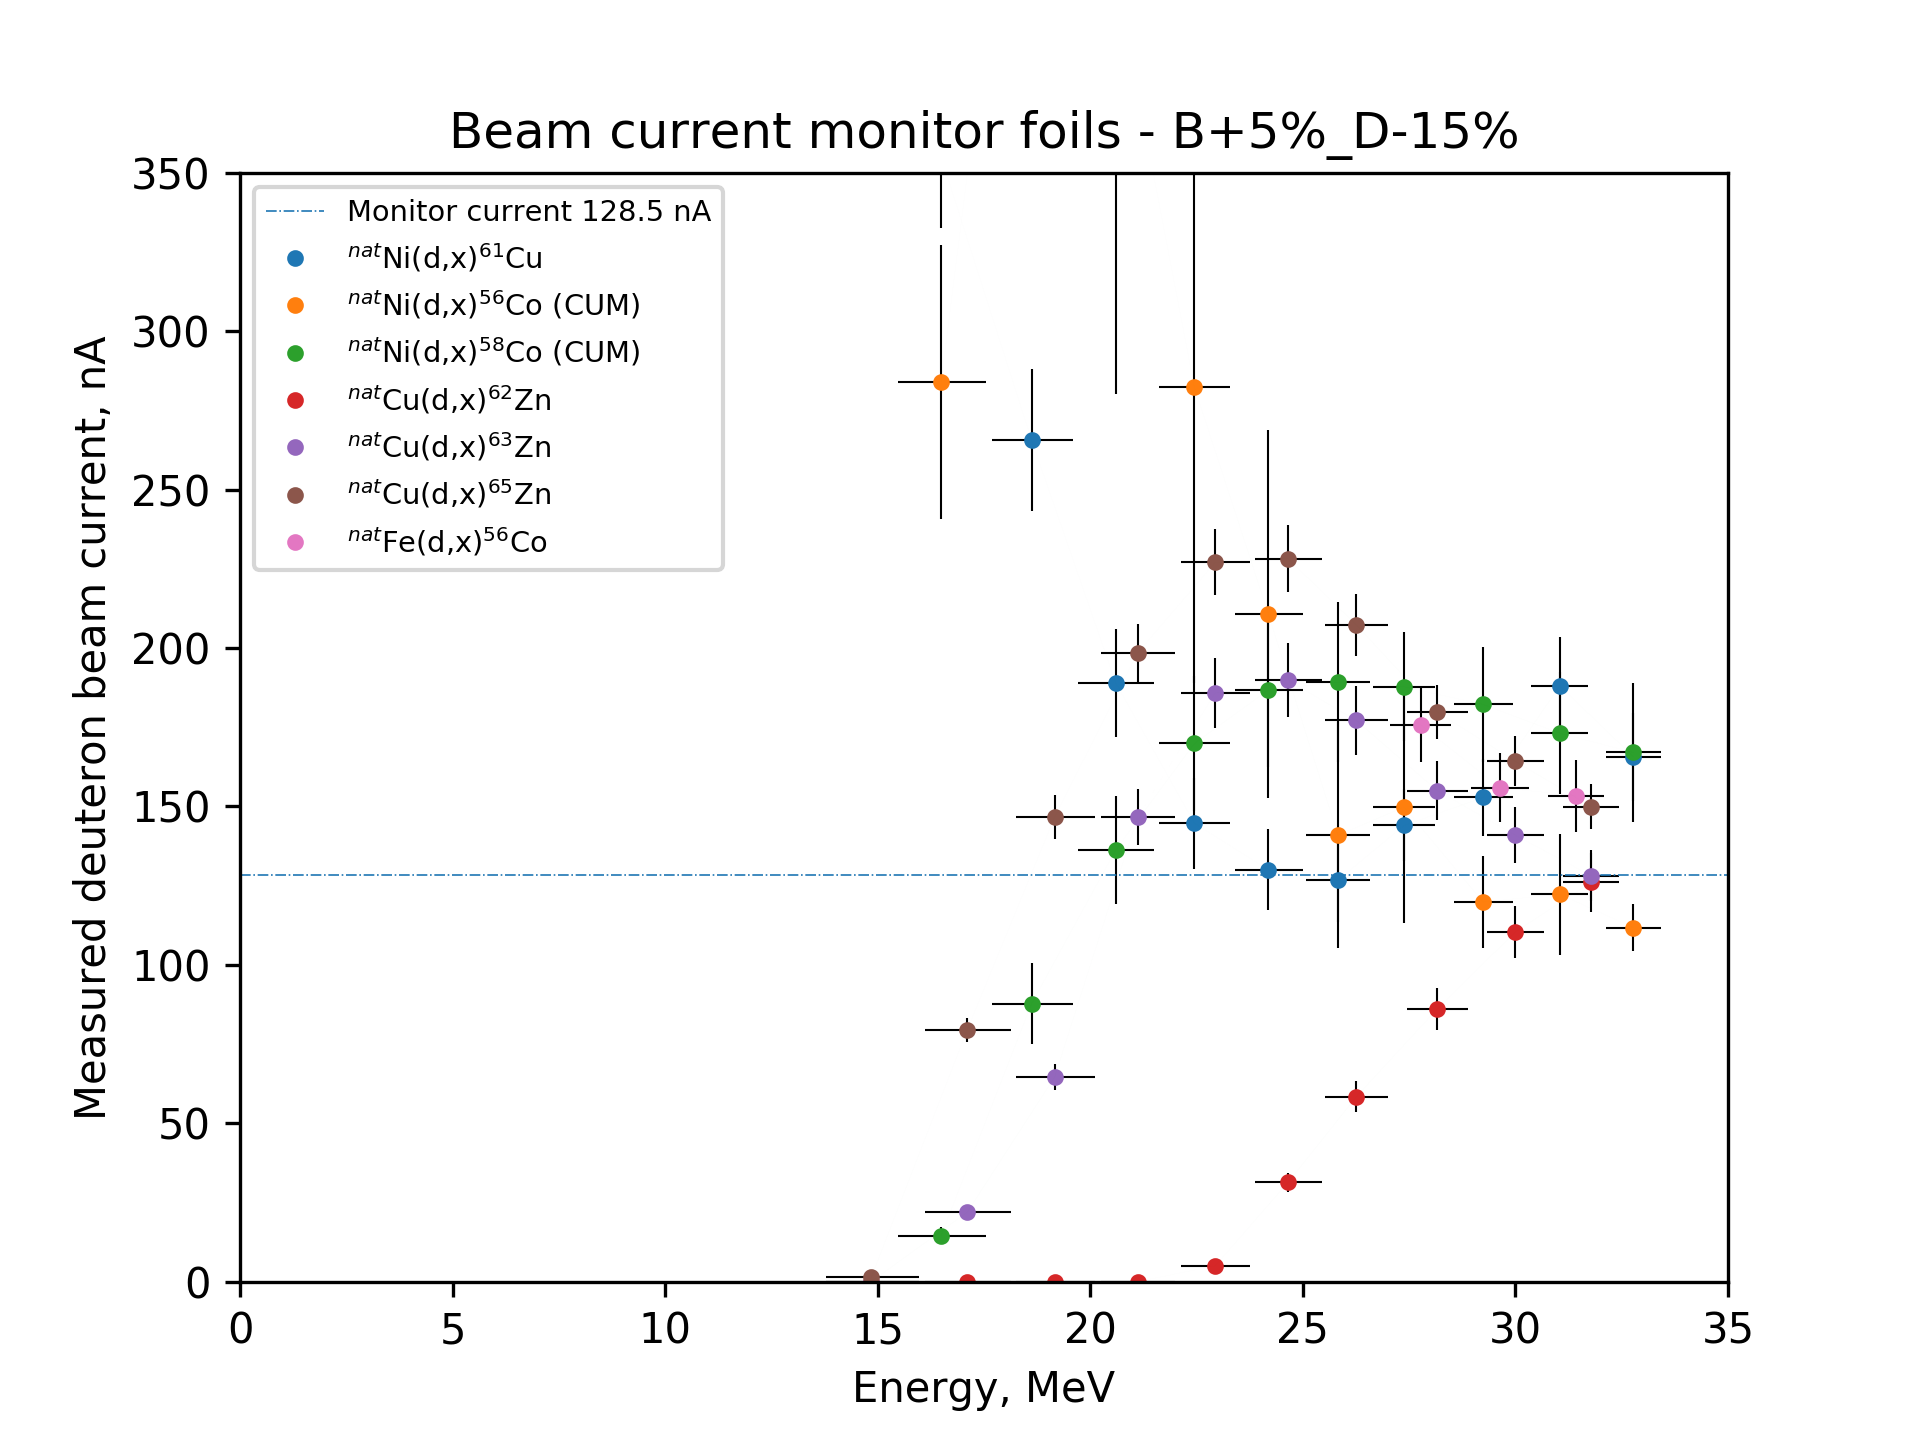 Beam current monitor foils - B+5%_D-15%
350
300
250
200
150
100
50
0
Measured deuteron beam current, nA
Monitor current 128.5 nA
natNi(d,x)61Cu
natNi(d,x)56Co (CUM)
natNi(d,x)58Co (CUM)
natCu(d,x)62Zn
natCu(d,x)63Zn
natCu(d,x)65Zn
natFe(d,x)56Co
0 5 10 15 20 25 30 35
Energy, MeV